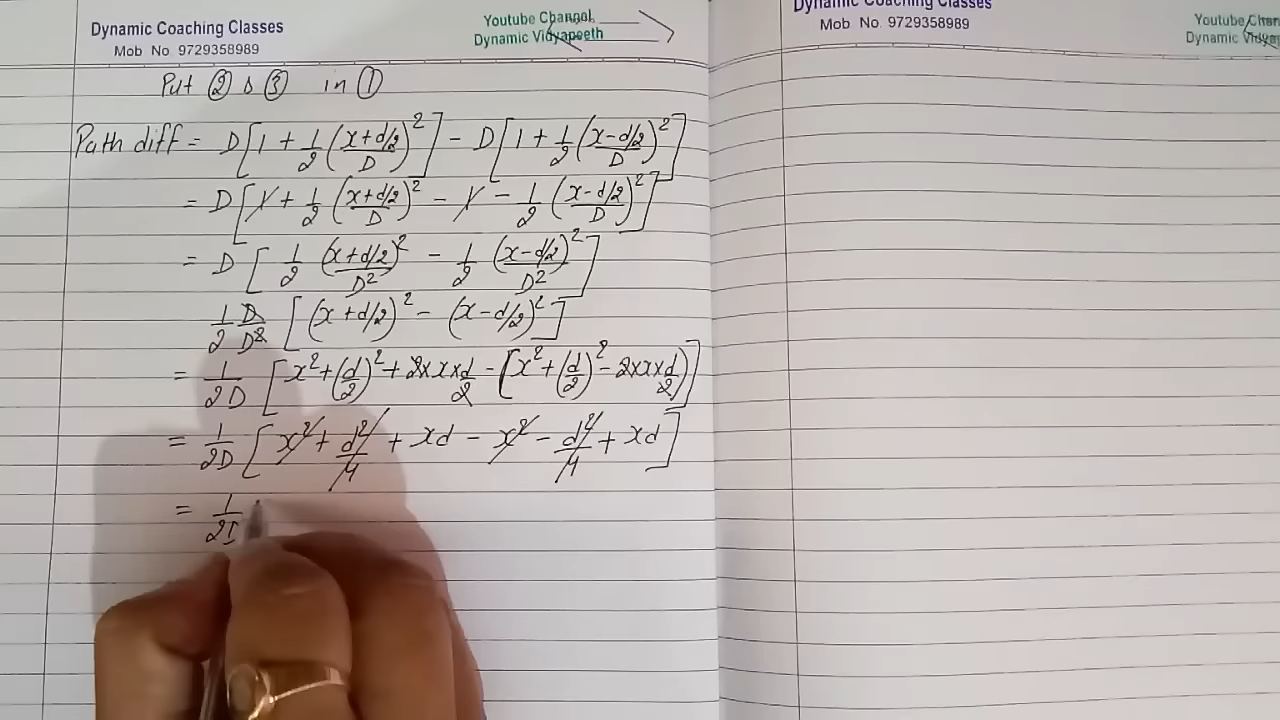 Dynamic Coaching Classes
Mob No 9729358989
Youtube Channel
Dynamic Vidyapeeth
Put ② & ③ in ①
Path diff = D[1 + 1/2 ((x+d/2)/D)²] - D[1 + 1/2 ((x-d/2)/D)²]
= D[1 + 1/2 ((x+d/2)/D)² - 1 - 1/2 ((x-d/2)/D)²]
= D [1/2 (x+d/2)²/D² - 1/2 (x-d/2)²/D²]
1/2 D/D² [(x+d/2)² - (x-d/2)²]
= 1/2D [x²+(d/2)²+2×x×d/2 - [x²+(d/2)²-2×x×d/2)]
= 1/2D [x² + d²/4 + xd - x² - d²/4 + xd]
= 1/2D
Dynamic Coaching Classes
Mob No 9729358989
Youtube Chan
Dynamic Vidyap